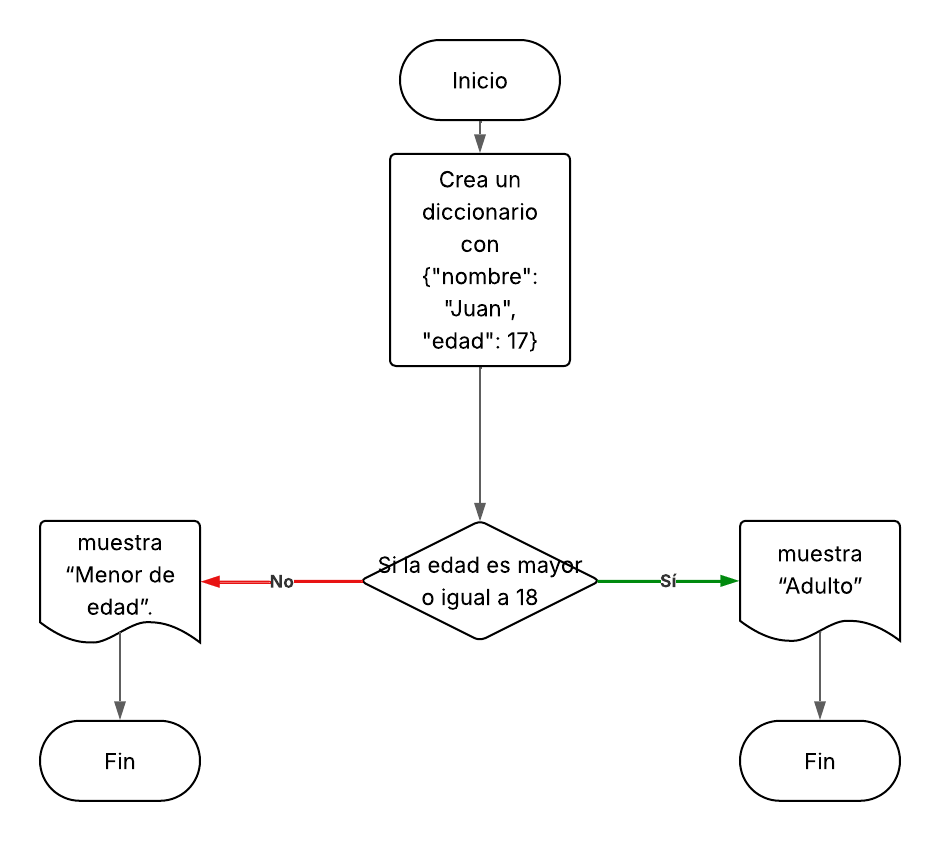 Inicio
Crea un
diccionario
con
{"nombre":
"Juan",
"edad": 17}
Si la edad es mayor
o igual a 18
No
Sí
muestra
“Menor de
edad”.
muestra
“Adulto”
Fin
Fin